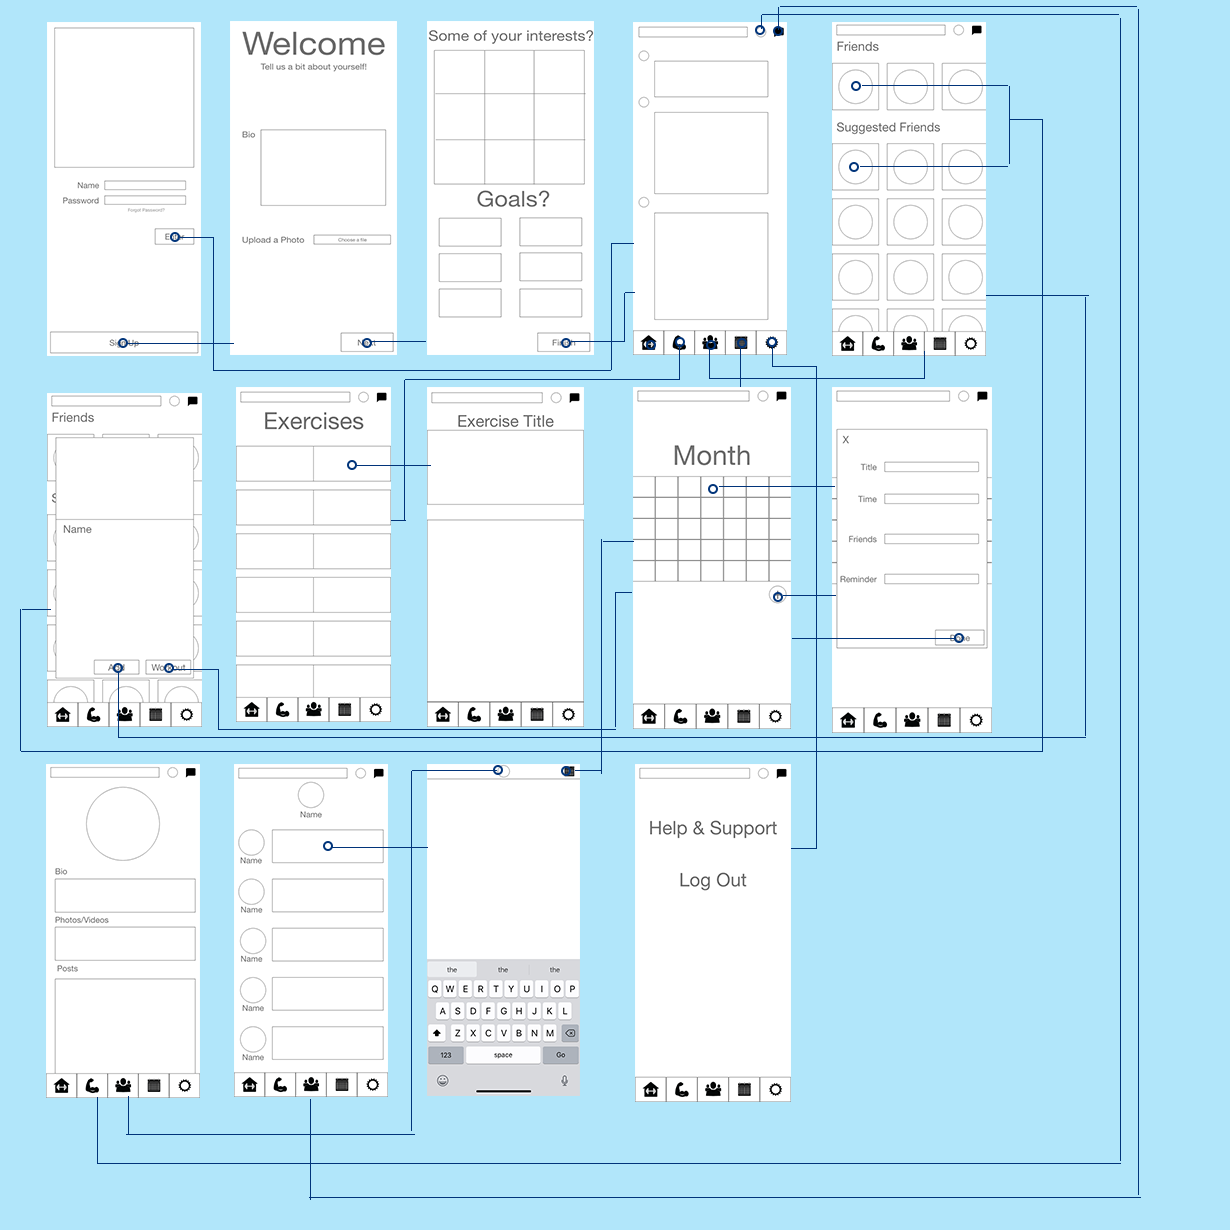 Name
Password
Forgot Password?
Enter
Sign Up
Welcome
Tell us a bit about yourself!
Bio
Upload a Photo
Choose a file
Next
Some of your interests?
Goals?
Finish
Friends
Suggested Friends
Friends
S
Name
Add
Workout
Exercises
Exercise Title
Month
X
Title
Time
Friends
Reminder
Done
Bio
Photos/Videos
Posts
Name
Name
Name
Name
Name
Name
the the the
Q W E R T Y U I O P
A S D F G H J K L
Z X C V B N M
123 space Go
Help & Support
Log Out